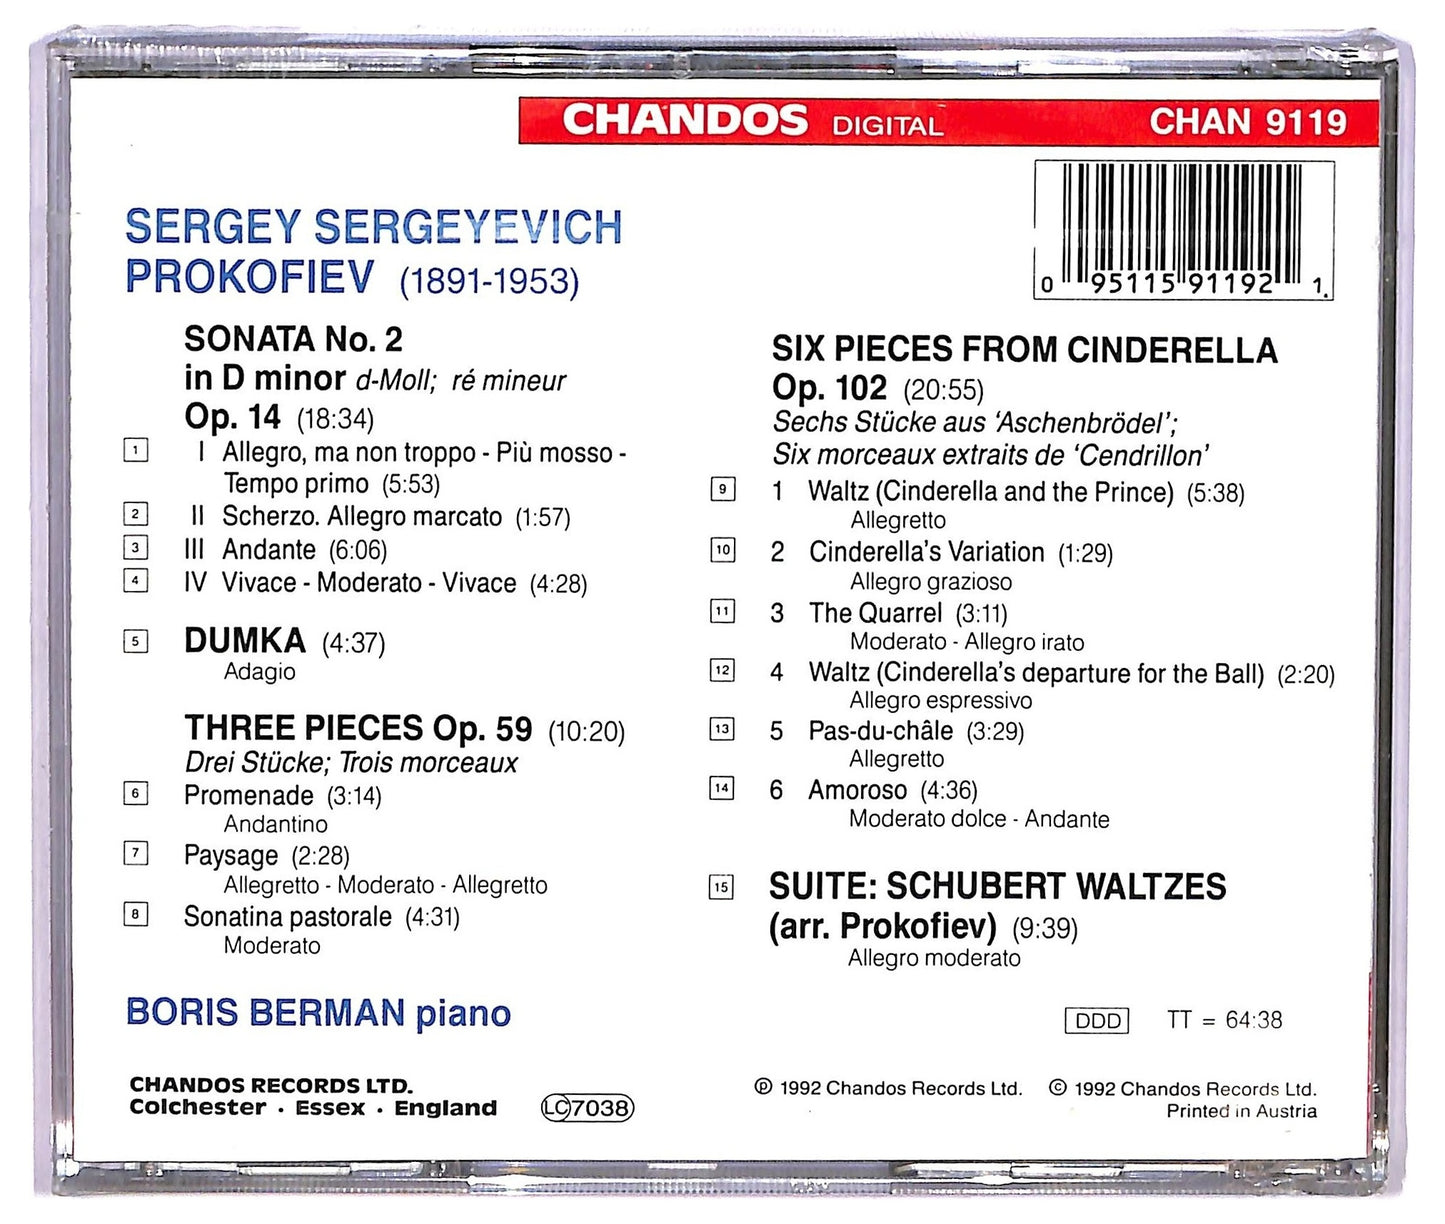 CHANDOS DIGITAL CHAN 9119
0 95115 91192 1
SERGEY SERGEYEVICH
PROKOFIEV (1891-1953)
SONATA No. 2
in D minor d-Moll; ré mineur
Op. 14 (18:34)
1 I Allegro, ma non troppo - Più mosso -
Tempo primo (5:53)
2 II Scherzo. Allegro marcato (1:57)
3 III Andante (6:06)
4 IV Vivace - Moderato - Vivace (4:28)
5 DUMKA (4:37)
Adagio
THREE PIECES Op. 59 (10:20)
Drei Stücke; Trois morceaux
6 Promenade (3:14)
Andantino
7 Paysage (2:28)
Allegretto - Moderato - Allegretto
8 Sonatina pastorale (4:31)
Moderato
SIX PIECES FROM CINDERELLA
Op. 102 (20:55)
Sechs Stücke aus ‘Aschenbrödel’;
Six morceaux extraits de ‘Cendrillon’
9 1 Waltz (Cinderella and the Prince) (5:38)
Allegretto
10 2 Cinderella's Variation (1:29)
Allegro grazioso
11 3 The Quarrel (3:11)
Moderato - Allegro irato
12 4 Waltz (Cinderella's departure for the Ball) (2:20)
Allegro espressivo
13 5 Pas-du-châle (3:29)
Allegretto
14 6 Amoroso (4:36)
Moderato dolce - Andante
15 SUITE: SCHUBERT WALTZES
(arr. Prokofiev) (9:39)
Allegro moderato
BORIS BERMAN piano
DDD TT = 64:38
CHANDOS RECORDS LTD.
Colchester · Essex · England
LC 7038
℗ 1992 Chandos Records Ltd. © 1992 Chandos Records Ltd.
Printed in Austria